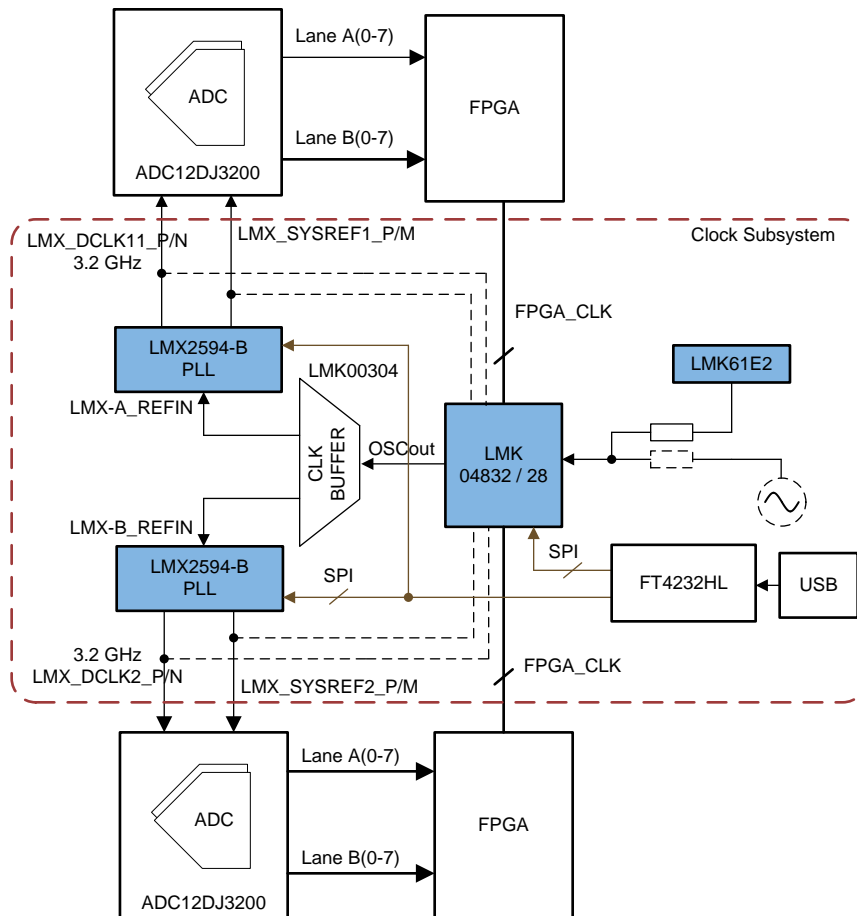 Lane A(0-7)
ADC
FPGA
Lane B(0-7)
ADC12DJ3200
LMX_DCLK11_P/N
3.2 GHz
LMX_SYSREF1_P/M
Clock Subsystem
FPGA_CLK
LMX2594-B
PLL
LMK00304
LMK61E2
LMX-A_REFIN
CLK
BUFFER
OSCout
LMK
04832 / 28
LMX-B_REFIN
LMX2594-B
PLL
SPI
SPI
FT4232HL
USB
3.2 GHz
LMX_DCLK2_P/N
LMX_SYSREF2_P/M
FPGA_CLK
Lane A(0-7)
ADC
FPGA
Lane B(0-7)
ADC12DJ3200